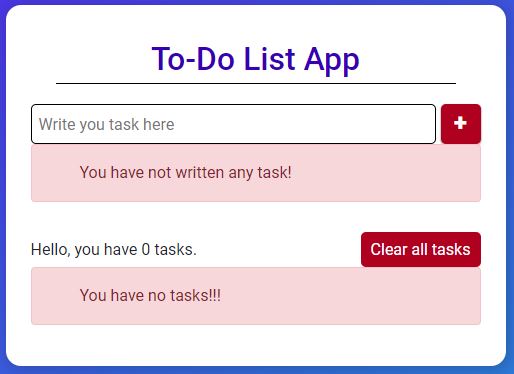 To-Do List App
Write you task here
+
You have not written any task!
Hello, you have 0 tasks.
Clear all tasks
You have no tasks!!!